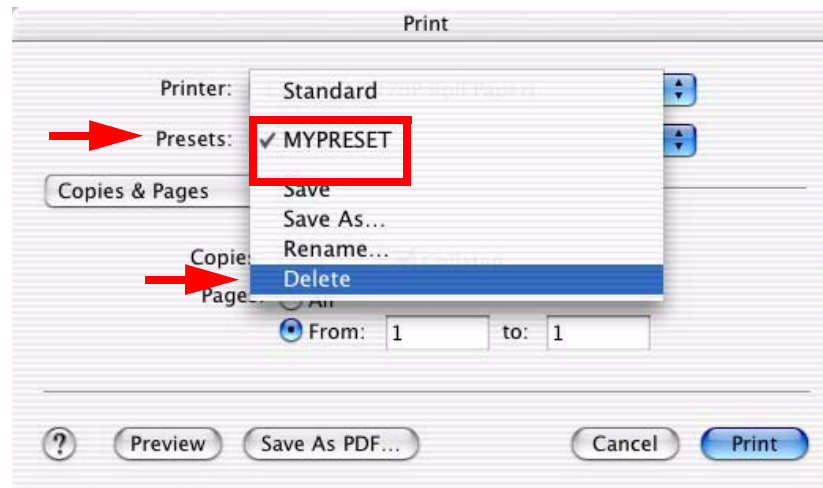 Print
Printer:
Standard
Presets:
✓ MYPRESET
Copies & Pages
Save
Save As...
Rename...
Delete
Copies
Pages:
All
From: 1 to: 1
? Preview Save As PDF... Cancel Print